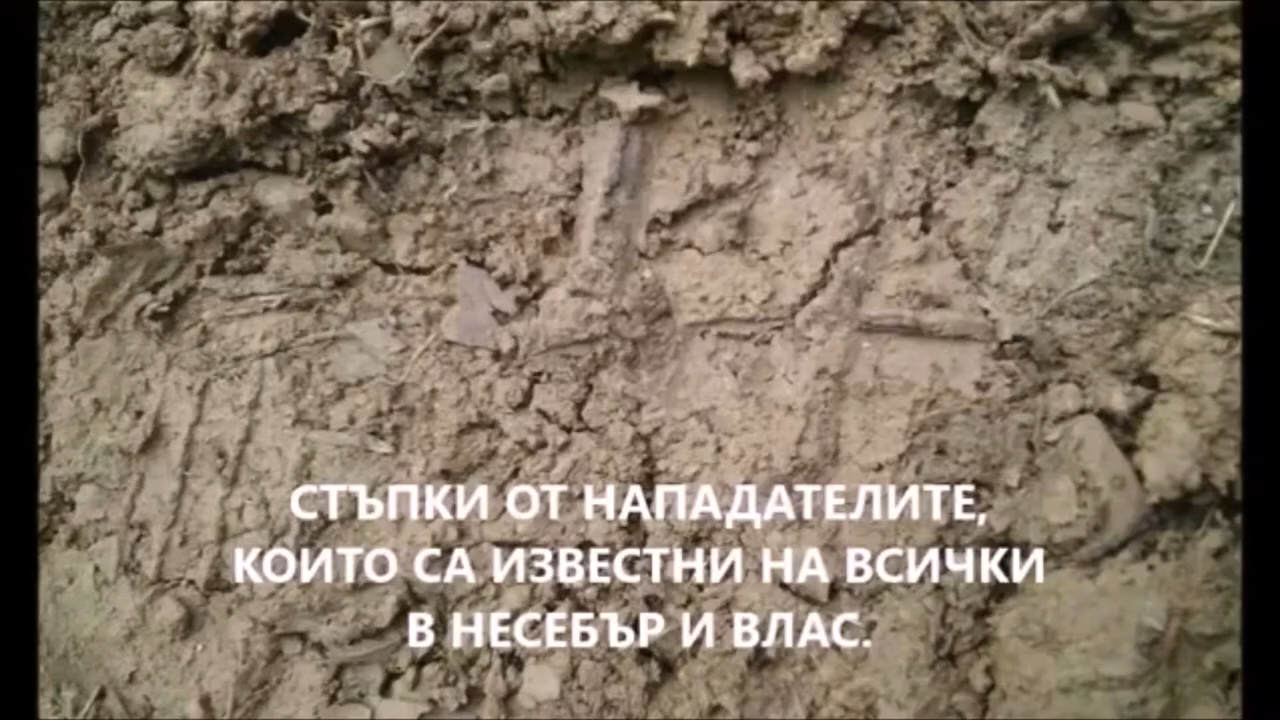 СТЪПКИ ОТ НАПАДАТЕЛИТЕ,
КОИТО СА ИЗВЕСТНИ НА ВСИЧКИ
В НЕСЕБЪР И ВЛАС.